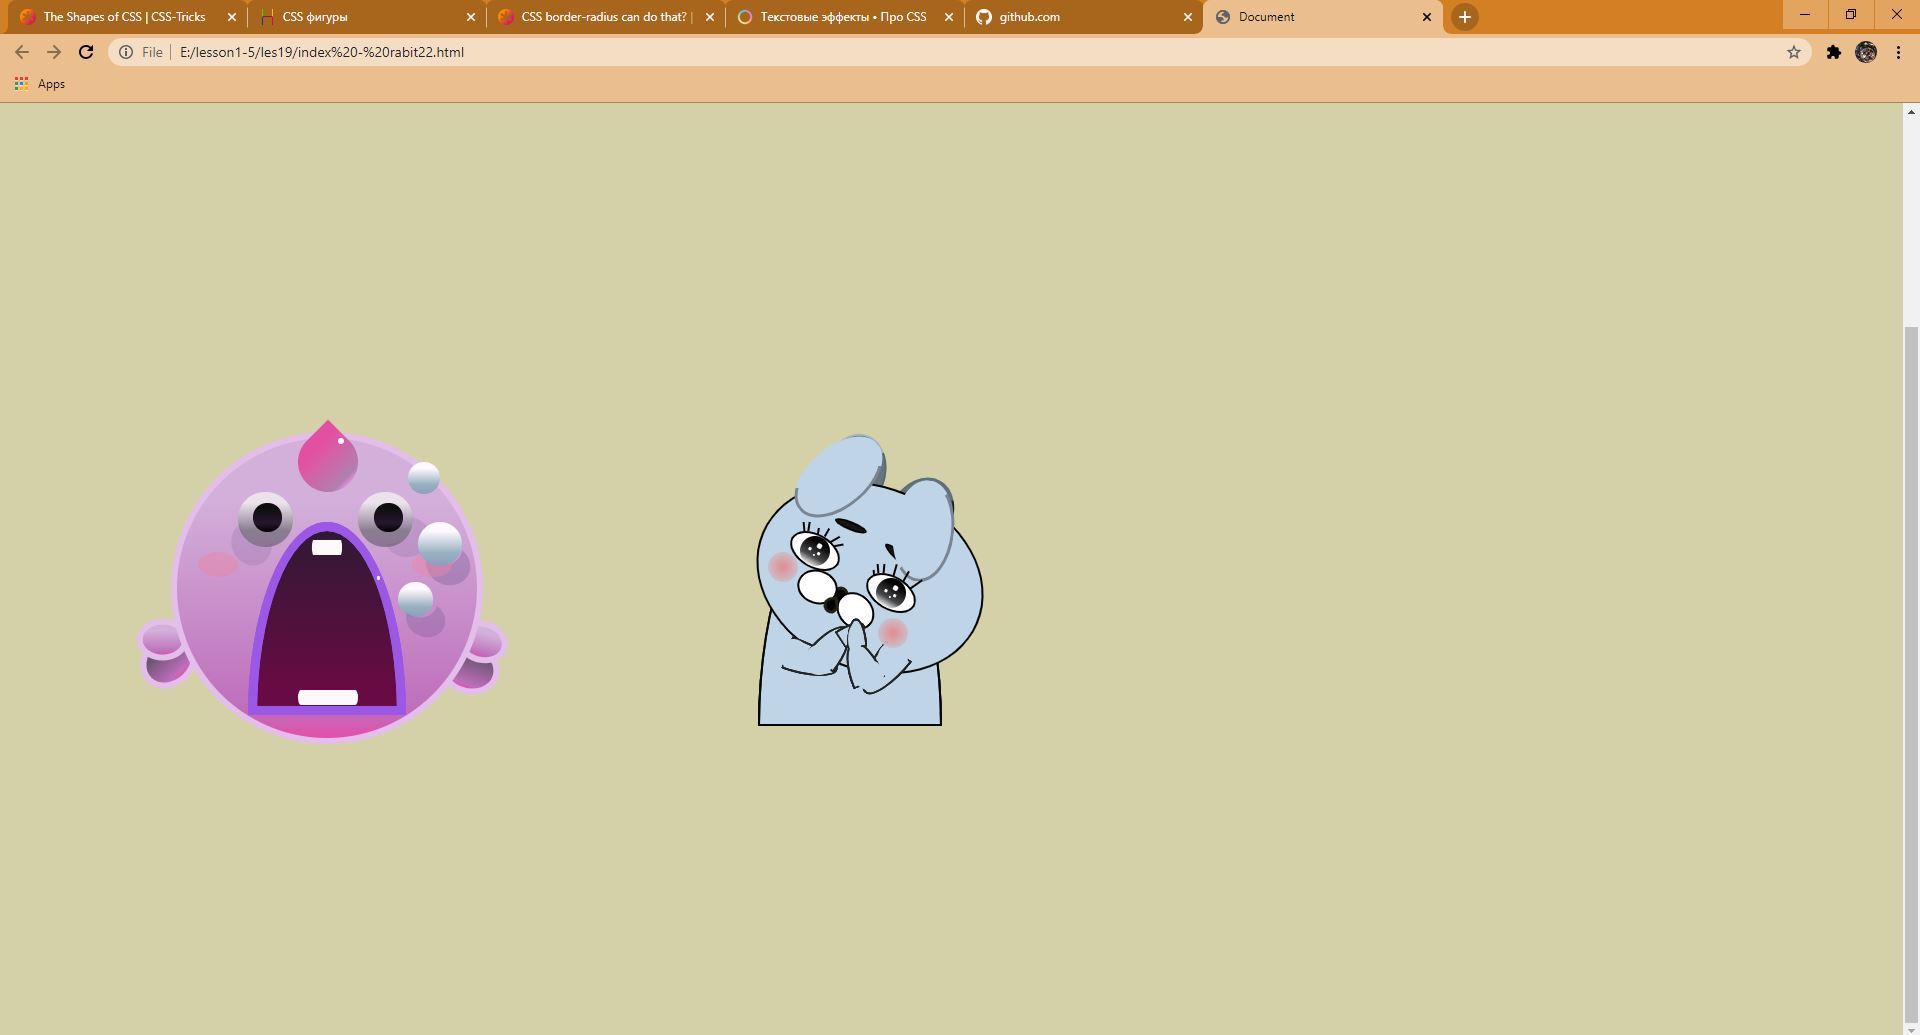 The Shapes of CSS | CSS-Tricks
CSS фигуры
CSS border-radius can do that? |
Текстовые эффекты • Про CSS
github.com
Document
File | E:/lesson1-5/les19/index%20-%20rabit22.html
Apps